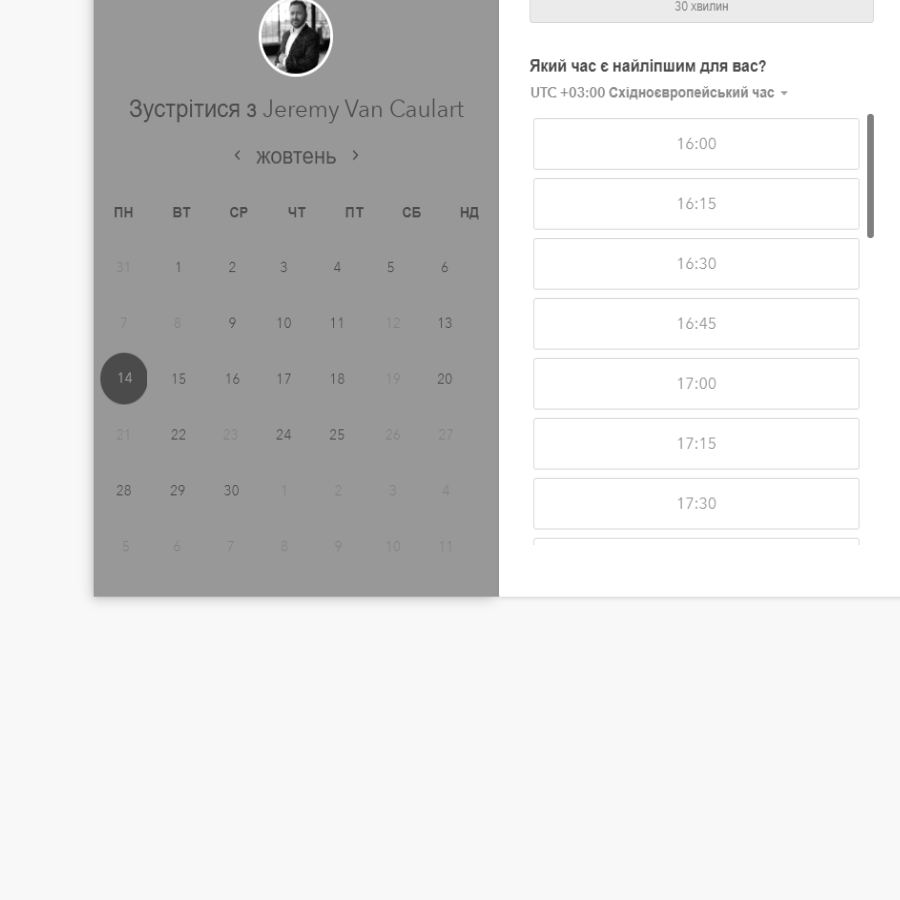 Зустрітися з Jeremy Van Caulart
‹ жовтень ›
ПН ВТ СР ЧТ ПТ СБ НД
31 1 2 3 4 5 6
7 8 9 10 11 12 13
14 15 16 17 18 19 20
21 22 23 24 25 26 27
28 29 30 1 2 3 4
5 6 7 8 9 10 11
30 хвилин
Який час є найліпшим для вас?
UTC +03:00 Східноєвропейський час
16:00
16:15
16:30
16:45
17:00
17:15
17:30